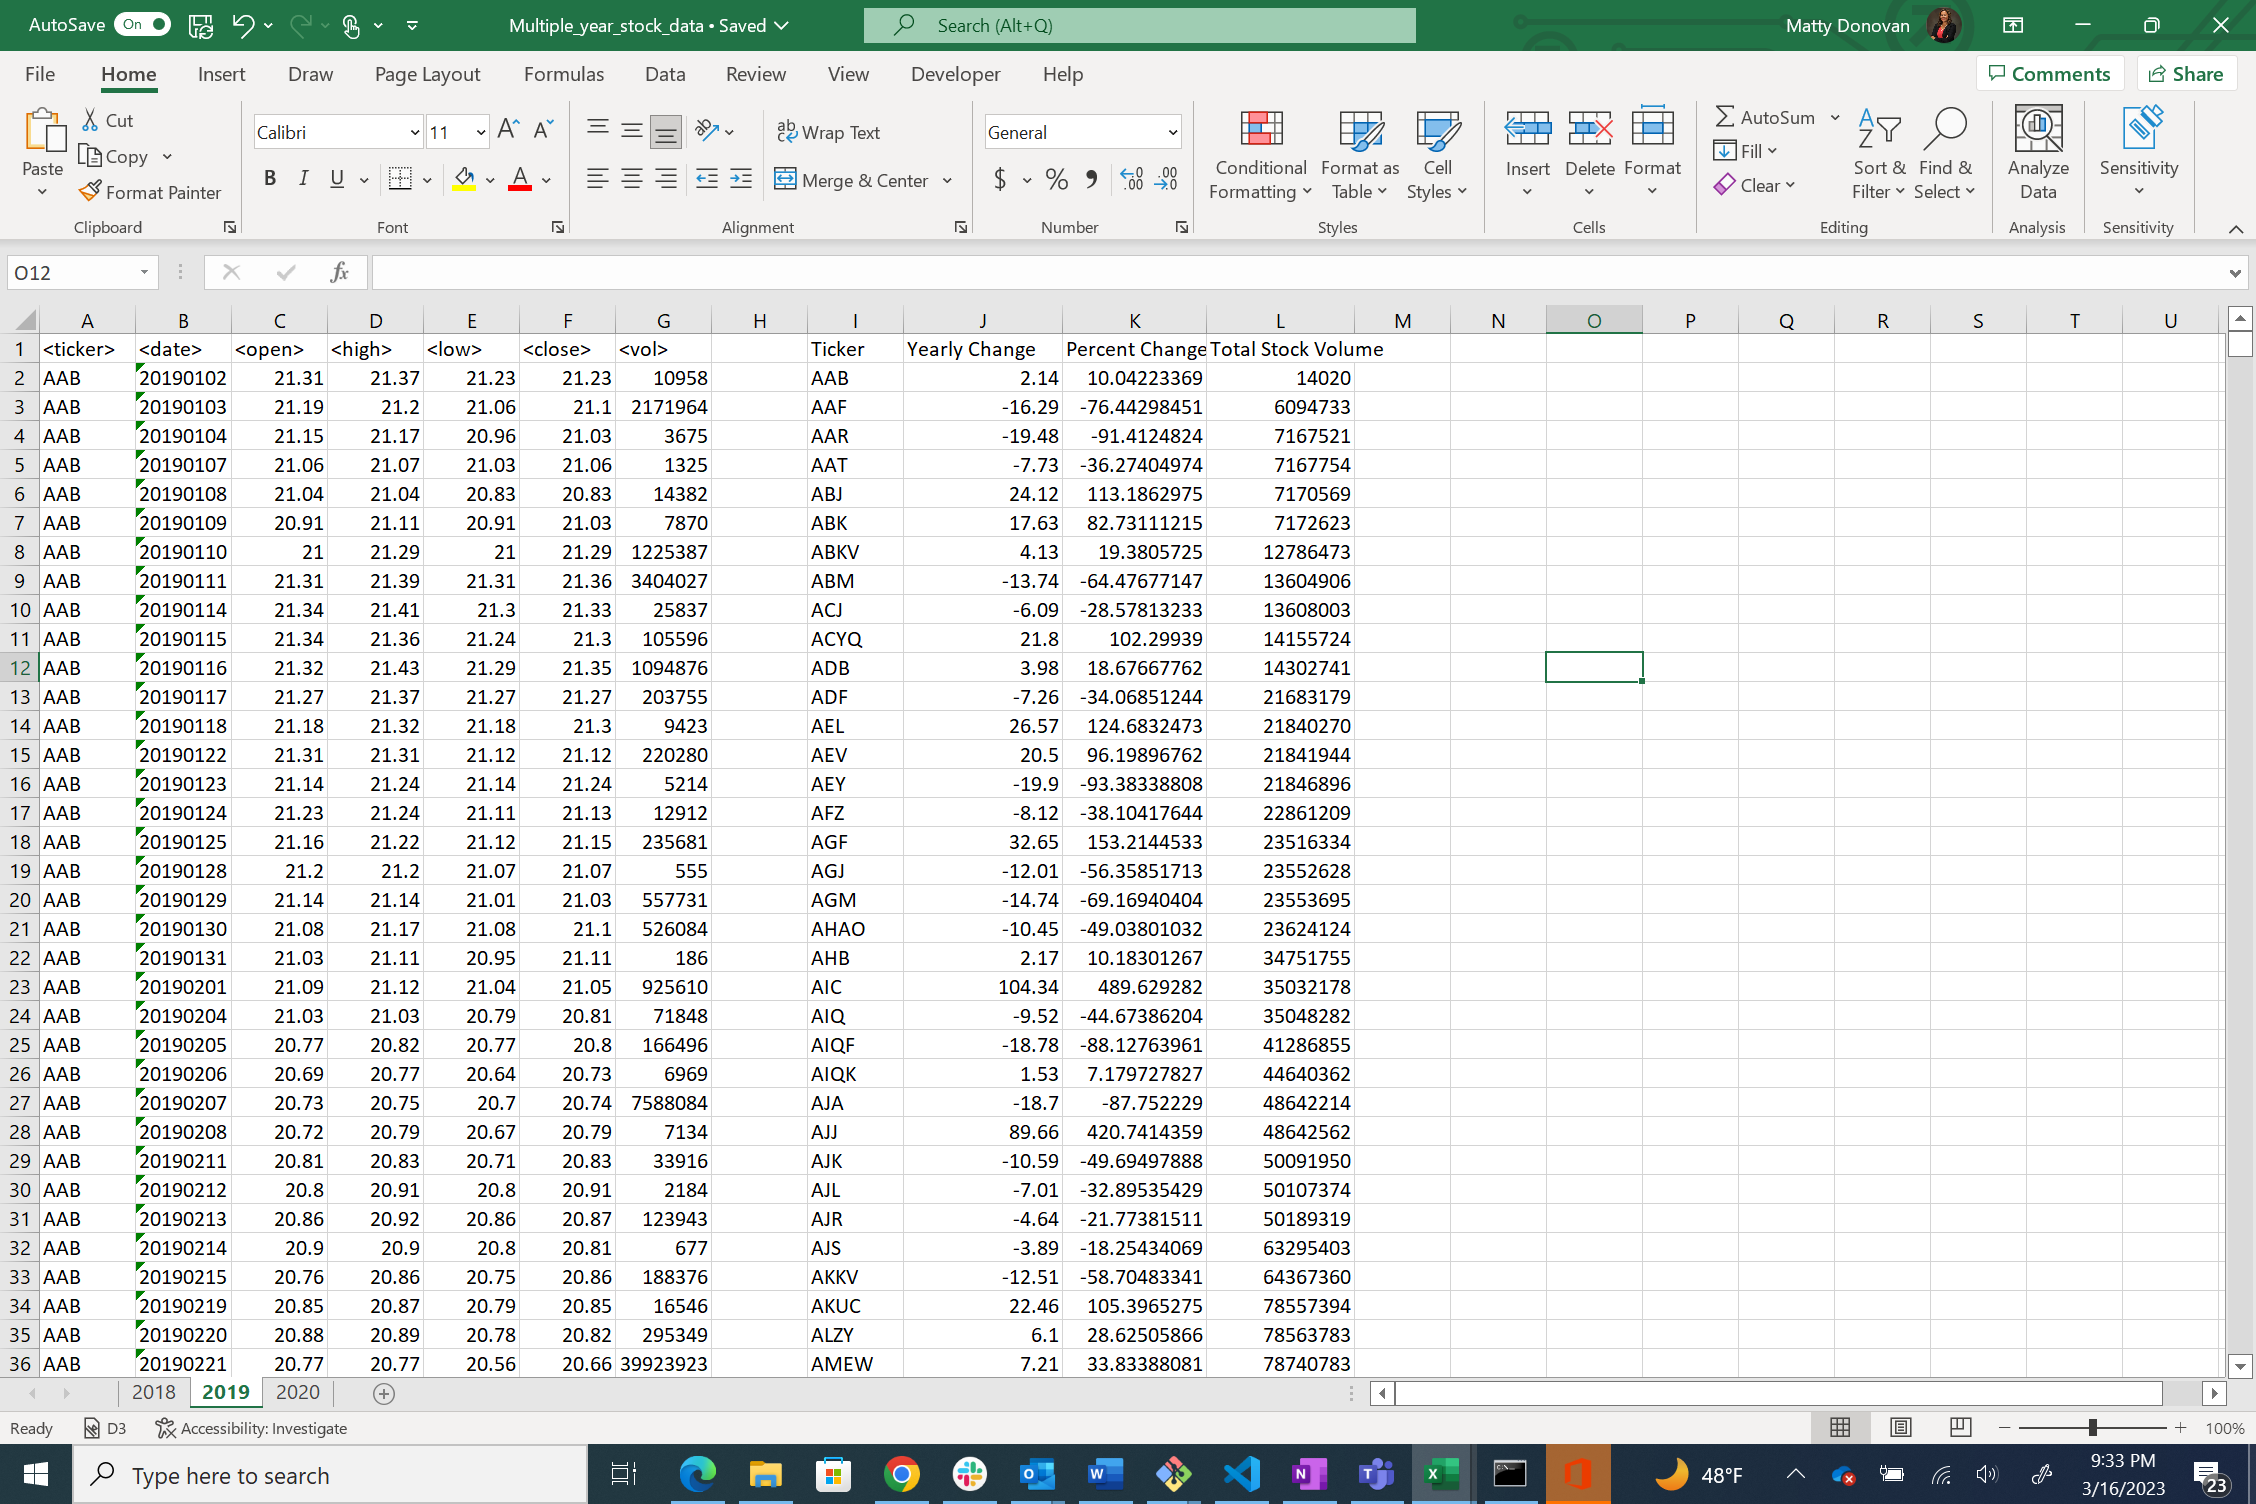 AutoSave On Multiple_year_stock_data • Saved Search (Alt+Q) Matty Donovan
File Home Insert Draw Page Layout Formulas Data Review View Developer Help Comments Share
Paste Cut Copy Format Painter Clipboard
Calibri 11 B I U A Font
Wrap Text Merge & Center Alignment
General $ % Number
Conditional Formatting Format as Table Cell Styles Styles
Insert Delete Format Cells
AutoSum Fill Clear Sort & Filter Find & Select Editing
Analyze Data Analysis
Sensitivity Sensitivity
O12 fx
A B C D E F G H I J K L M N O P Q R S T U
1 <ticker> <date> <open> <high> <low> <close> <vol> Ticker Yearly Change Percent Change Total Stock Volume
2 AAB 20190102 21.31 21.37 21.23 21.23 10958 AAB 2.14 10.04223369 14020
3 AAB 20190103 21.19 21.2 21.06 21.1 2171964 AAF -16.29 -76.44298451 6094733
4 AAB 20190104 21.15 21.17 20.96 21.03 3675 AAR -19.48 -91.4124824 7167521
5 AAB 20190107 21.06 21.07 21.03 21.06 1325 AAT -7.73 -36.27404974 7167754
6 AAB 20190108 21.04 21.04 20.83 20.83 14382 ABJ 24.12 113.1862975 7170569
7 AAB 20190109 20.91 21.11 20.91 21.03 7870 ABK 17.63 82.73111215 7172623
8 AAB 20190110 21 21.29 21 21.29 1225387 ABKV 4.13 19.3805725 12786473
9 AAB 20190111 21.31 21.39 21.31 21.36 3404027 ABM -13.74 -64.47677147 13604906
10 AAB 20190114 21.34 21.41 21.3 21.33 25837 ACJ -6.09 -28.57813233 13608003
11 AAB 20190115 21.34 21.36 21.24 21.3 105596 ACYQ 21.8 102.29939 14155724
12 AAB 20190116 21.32 21.43 21.29 21.35 1094876 ADB 3.98 18.67667762 14302741
13 AAB 20190117 21.27 21.37 21.27 21.27 203755 ADF -7.26 -34.06851244 21683179
14 AAB 20190118 21.18 21.32 21.18 21.3 9423 AEL 26.57 124.6832473 21840270
15 AAB 20190122 21.31 21.31 21.12 21.12 220280 AEV 20.5 96.19896762 21841944
16 AAB 20190123 21.14 21.24 21.14 21.24 5214 AEY -19.9 -93.38338808 21846896
17 AAB 20190124 21.23 21.24 21.11 21.13 12912 AFZ -8.12 -38.10417644 22861209
18 AAB 20190125 21.16 21.22 21.12 21.15 235681 AGF 32.65 153.2144533 23516334
19 AAB 20190128 21.2 21.2 21.07 21.07 555 AGJ -12.01 -56.35851713 23552628
20 AAB 20190129 21.14 21.14 21.01 21.03 557731 AGM -14.74 -69.16940404 23553695
21 AAB 20190130 21.08 21.17 21.08 21.1 526084 AHAO -10.45 -49.03801032 23624124
22 AAB 20190131 21.03 21.11 20.95 21.11 186 AHB 2.17 10.18301267 34751755
23 AAB 20190201 21.09 21.12 21.04 21.05 925610 AIC 104.34 489.629282 35032178
24 AAB 20190204 21.03 21.03 20.79 20.81 71848 AIQ -9.52 -44.67386204 35048282
25 AAB 20190205 20.77 20.82 20.77 20.8 166496 AIQF -18.78 -88.12763961 41286855
26 AAB 20190206 20.69 20.77 20.64 20.73 6969 AIQK 1.53 7.179727827 44640362
27 AAB 20190207 20.73 20.75 20.7 20.74 7588084 AJA -18.7 -87.752229 48642214
28 AAB 20190208 20.72 20.79 20.67 20.79 7134 AJJ 89.66 420.7414359 48642562
29 AAB 20190211 20.81 20.83 20.71 20.83 33916 AJK -10.59 -49.69497888 50091950
30 AAB 20190212 20.8 20.91 20.8 20.91 2184 AJL -7.01 -32.89535429 50107374
31 AAB 20190213 20.86 20.92 20.86 20.87 123943 AJR -4.64 -21.77381511 50189319
32 AAB 20190214 20.9 20.9 20.8 20.81 677 AJS -3.89 -18.25434069 63295403
33 AAB 20190215 20.76 20.86 20.75 20.86 188376 AKKV -12.51 -58.70483341 64367360
34 AAB 20190219 20.85 20.87 20.79 20.85 16546 AKUC 22.46 105.3965275 78557394
35 AAB 20190220 20.88 20.89 20.78 20.82 295349 ALZY 6.1 28.62505866 78563783
36 AAB 20190221 20.77 20.77 20.56 20.66 39923923 AMEW 7.21 33.83388081 78740783
2018 2019 2020
Ready D3 Accessibility: Investigate 100%
Type here to search 48°F 9:33 PM
3/16/2023 23